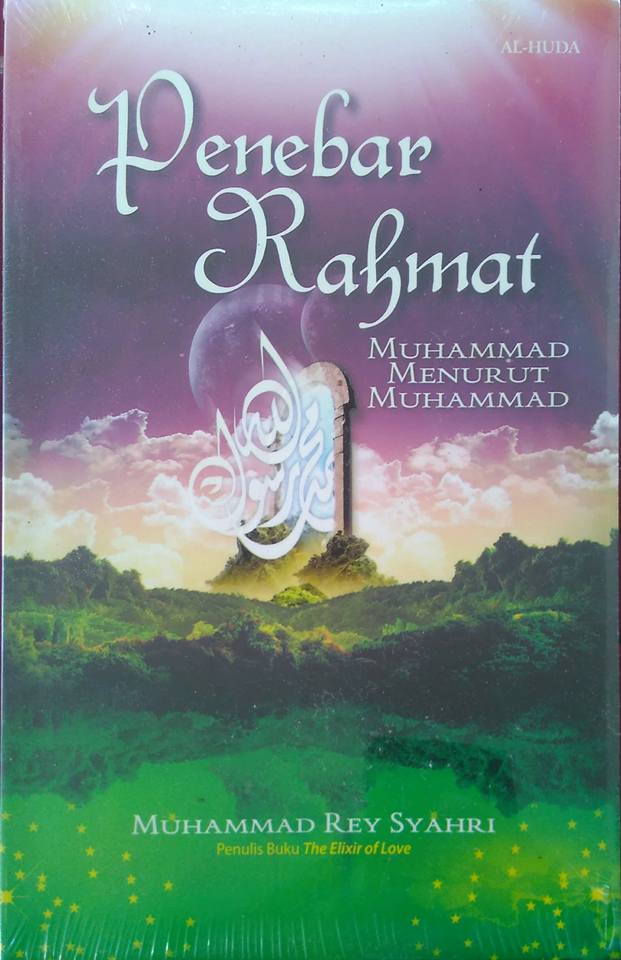 AL-HUDA
Penebar
Rahmat
MUHAMMAD
MENURUT
MUHAMMAD
محمد رسول الله
MUHAMMAD REY SYAHRI
Penulis Buku The Elixir of Love